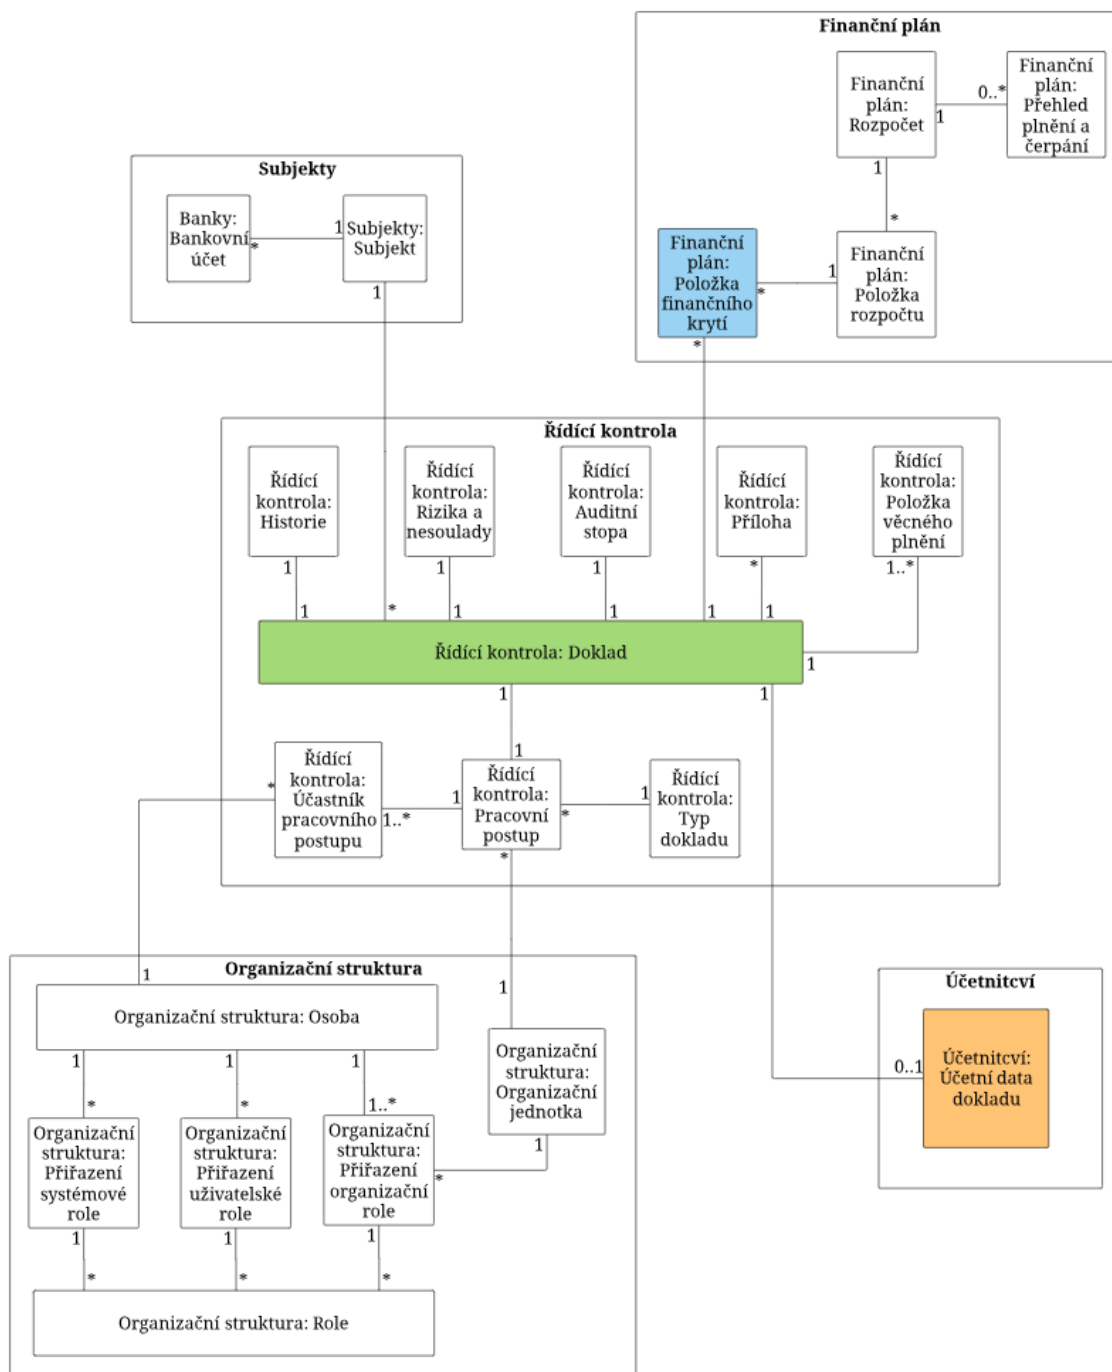 Finanční plán
Finanční
plán:
Rozpočet
Finanční
plán:
Přehled
plnění a
čerpání
0..*
1
1
*
Finanční
plán:
Položka
rozpočtu
1
*
Finanční
plán:
Položka
finančního
krytí
*
Subjekty
Banky:
Bankovní
účet
*
1
Subjekty:
Subjekt
1
Řídící kontrola
Řídící
kontrola:
Historie
1
1
Řídící
kontrola:
Rizika a
nesoulady
1
1
Řídící
kontrola:
Auditní
stopa
1
1
Řídící
kontrola:
Příloha
*
1
Řídící
kontrola:
Položka
věcného
plnění
1..*
1
*
1
Řídící kontrola: Doklad
1
1
1
Řídící
kontrola:
Účastník
pracovního
postupu
*
1..*
1
Řídící
kontrola:
Pracovní
postup
*
*
1
Řídící
kontrola:
Typ
dokladu
Organizační struktura
1
1
Organizační struktura: Osoba
1
1
1
*
*
1..*
Organizační
struktura:
Organizační
jednotka
1
*
Organizační
struktura:
Přiřazení
systémové
role
Organizační
struktura:
Přiřazení
uživatelské
role
Organizační
struktura:
Přiřazení
organizační
role
1
1
1
*
*
*
Organizační struktura: Role
Účetnitcví
0..1
Účetnitcví:
Účetní data
dokladu